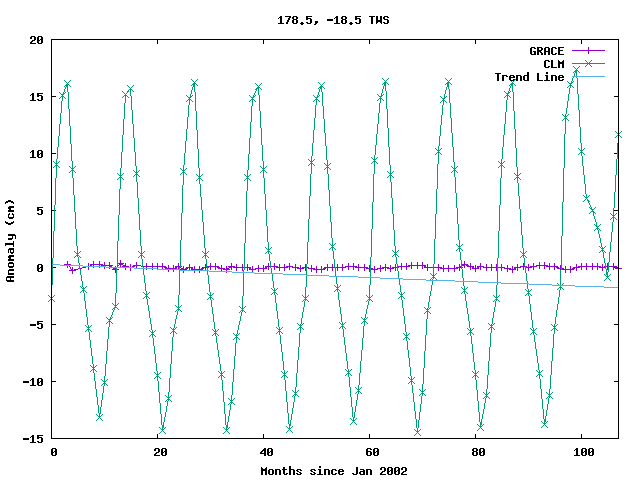 178.5, -18.5 TWS
20
GRACE
CLM
Trend Line
15
10
5
0
-5
-10
-15
Anomaly (cm)
0 20 40 60 80 100
Months since Jan 2002